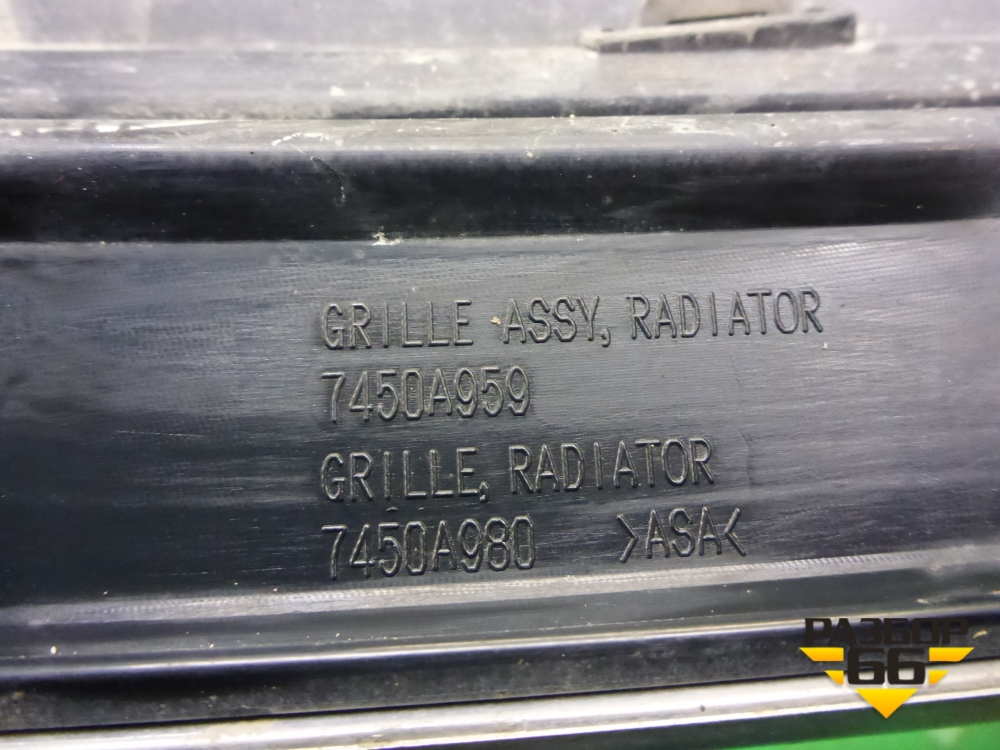 GRILLE ASSY, RADIATOR
7450A959
GRILLE, RADIATOR
7450A980 >ASA<
РАЗБОР
66